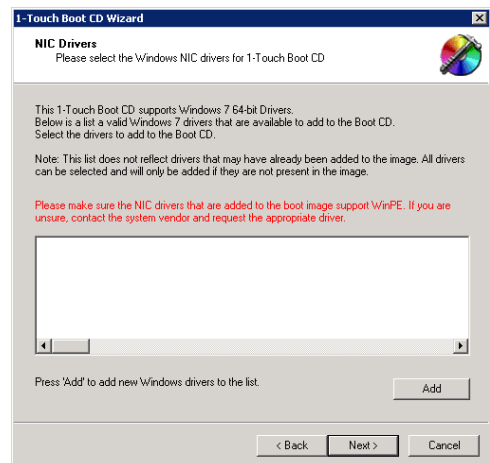 1-Touch Boot CD Wizard
NIC Drivers
Please select the Windows NIC drivers for 1-Touch Boot CD
This 1-Touch Boot CD supports Windows 7 64-bit Drivers.
Below is a list a valid Windows 7 drivers that are available to add to the Boot CD.
Select the drivers to add to the Boot CD.
Note: This list does not reflect drivers that may have already been added to the image. All drivers
can be selected and will only be added if they are not present in the image.
Please make sure the NIC drivers that are added to the boot image support WinPE. If you are
unsure, contact the system vendor and request the appropriate driver.
Press 'Add' to add new Windows drivers to the list.
Add
< Back Next > Cancel